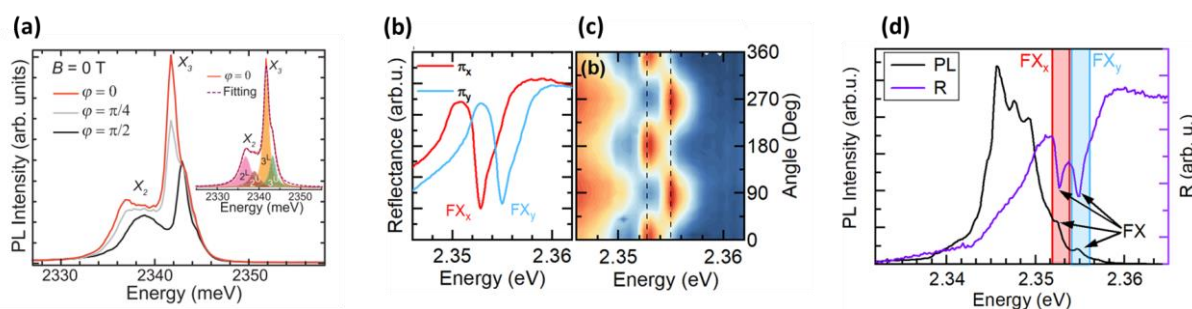 (a)
PL Intensity (arb. units)
B = 0 T
φ = 0
φ = π/4
φ = π/2
X₂
X₃
φ = 0
Fitting
X₃
X₂
2ᴸ
3ᴸ
2330 2340 2350
Energy (meV)
2330 2340 2350
Energy (meV)
(b)
Reflectance (arb.u.)
πₓ
πᵧ
FXₓ
FXᵧ
2.35 2.36
Energy (eV)
(c)
(b)
360
270
180
90
0
Angle (Deg)
2.35 2.36
Energy (eV)
(d)
PL Intensity (arb.u.)
PL
R
FXₓ
FXᵧ
FX
R (arb. u.)
2.34 2.35 2.36
Energy (eV)